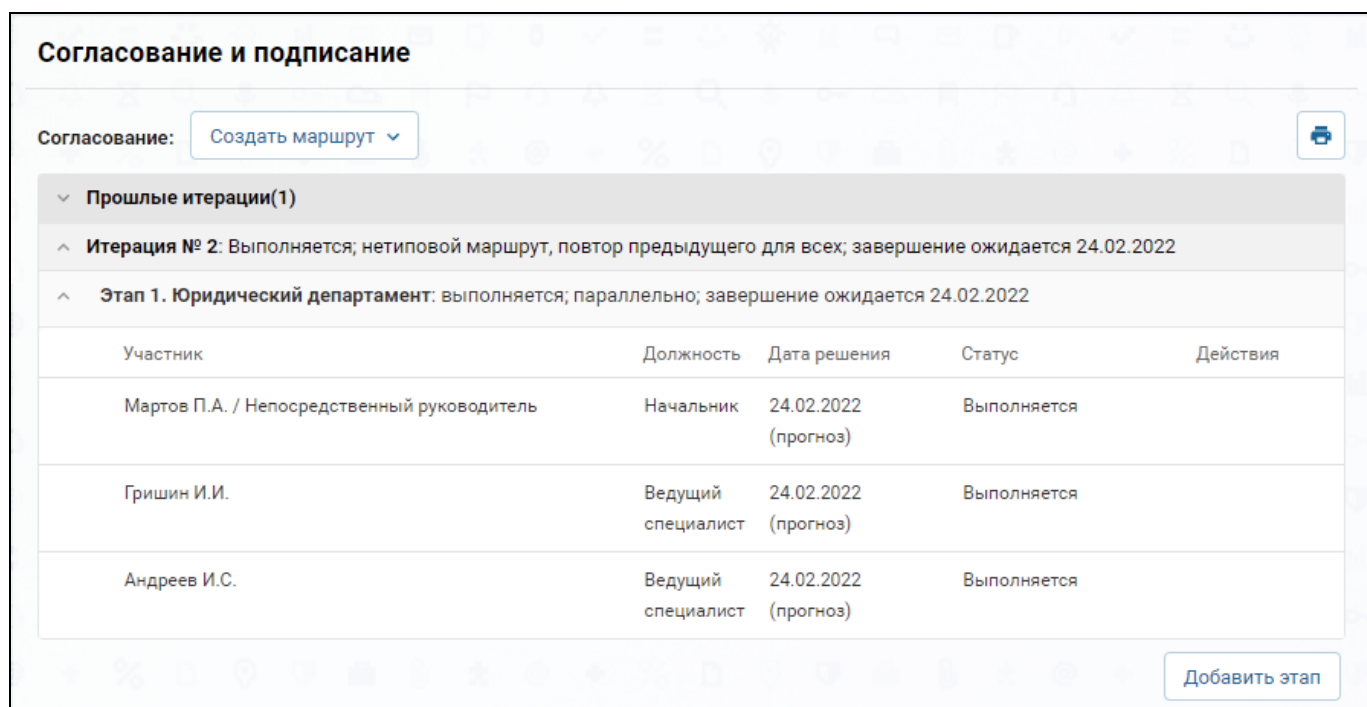 Согласование и подписание
Согласование: Создать маршрут
Прошлые итерации(1)
Итерация № 2: Выполняется; нетиповой маршрут, повтор предыдущего для всех; завершение ожидается 24.02.2022
Этап 1. Юридический департамент: выполняется; параллельно; завершение ожидается 24.02.2022
Участник Должность Дата решения Статус Действия
Мартов П.А. / Непосредственный руководитель Начальник 24.02.2022 Выполняется
(прогноз)
Гришин И.И. Ведущий 24.02.2022 Выполняется
специалист (прогноз)
Андреев И.С. Ведущий 24.02.2022 Выполняется
специалист (прогноз)
Добавить этап